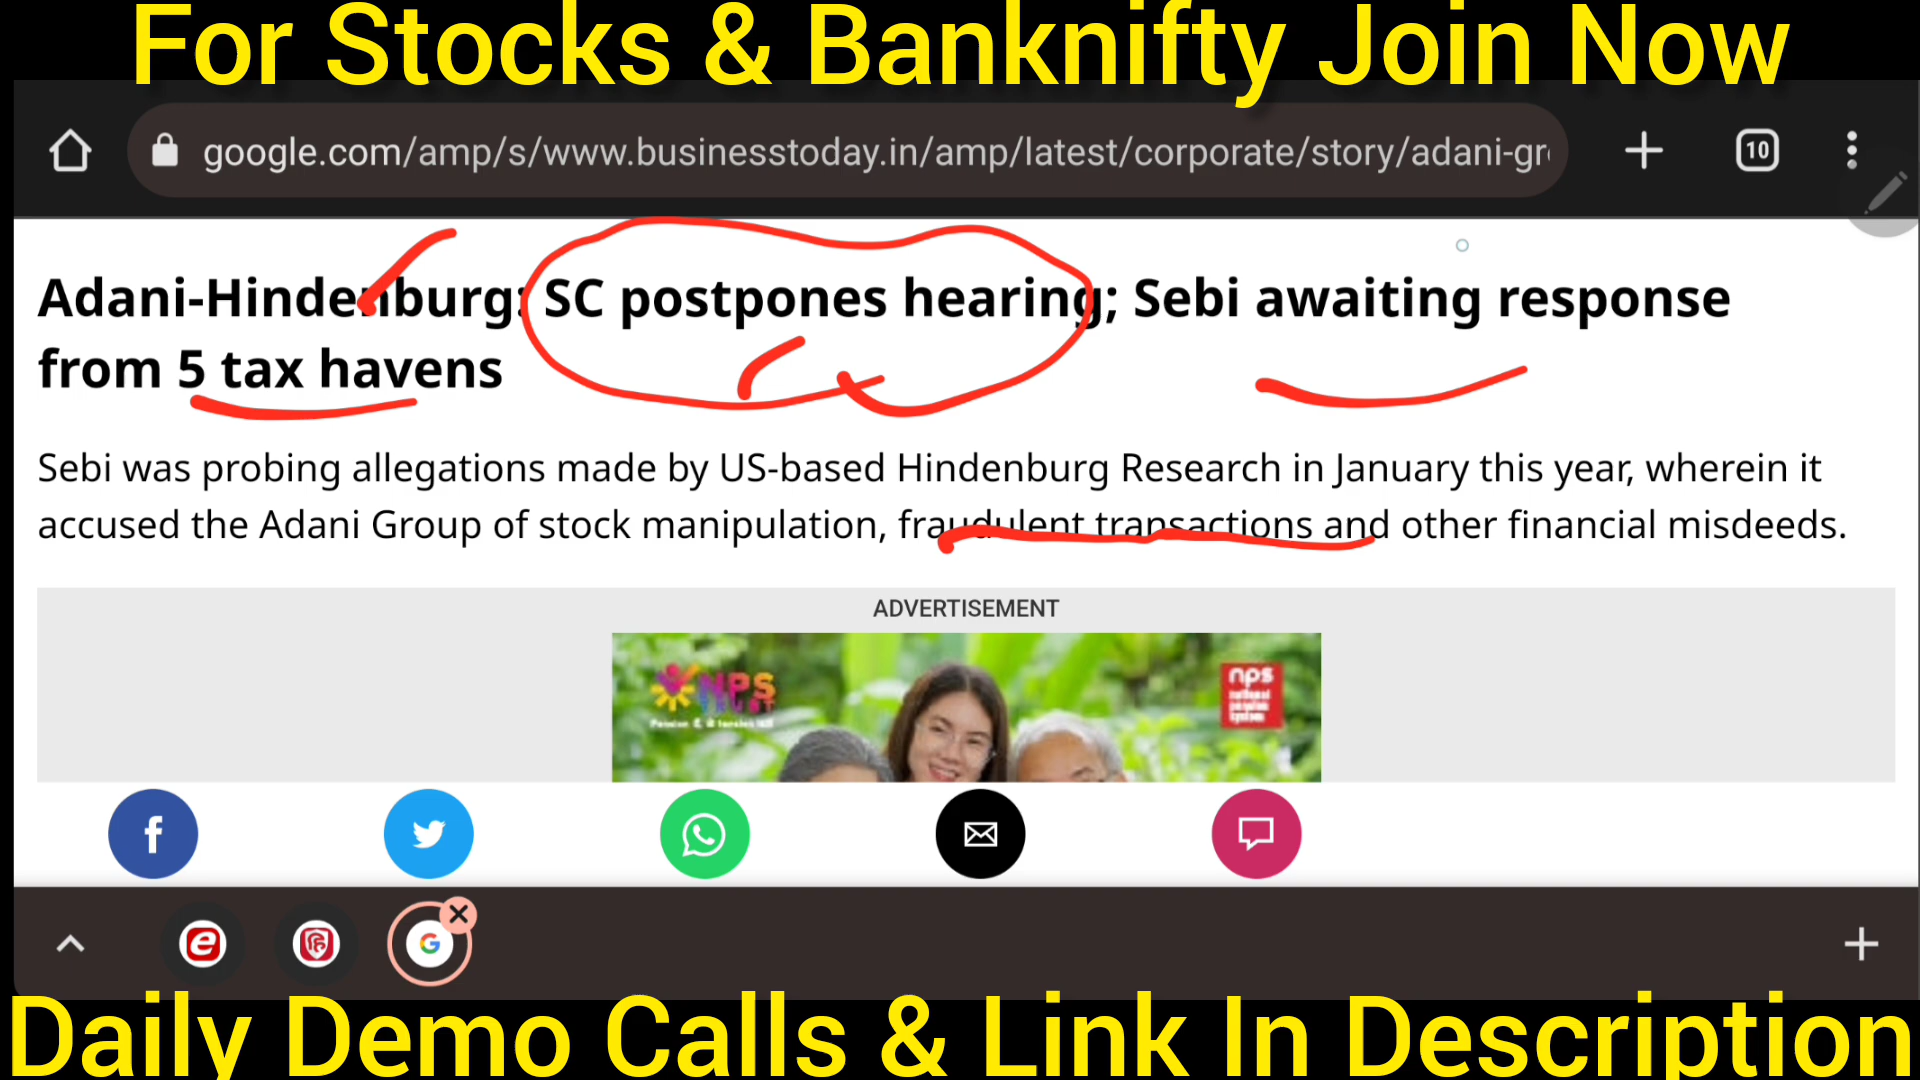 For Stocks & Banknifty Join Now
google.com/amp/s/www.businesstoday.in/amp/latest/corporate/story/adani-gr
10
Adani-Hindenburg: SC postpones hearing; Sebi awaiting response
from 5 tax havens
Sebi was probing allegations made by US-based Hindenburg Research in January this year, wherein it
accused the Adani Group of stock manipulation, fraudulent transactions and other financial misdeeds.
ADVERTISEMENT
NPS
TRUST
nps
Daily Demo Calls & Link In Description